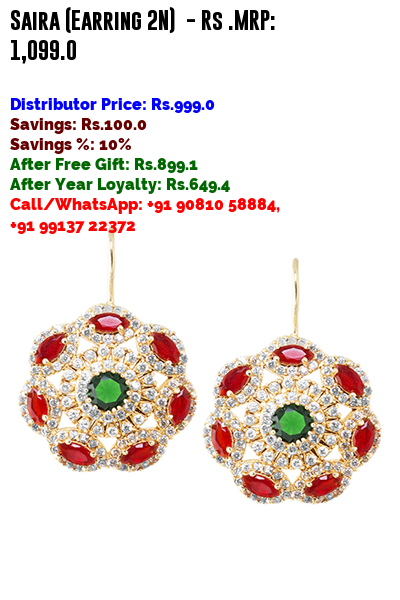 Saira (Earring 2N) - Rs .MRP:
1,099.0
Distributor Price: Rs.999.0
Savings: Rs.100.0
Savings %: 10%
After Free Gift: Rs.899.1
After Year Loyalty: Rs.649.4
Call/WhatsApp: +91 90810 58884,
+91 99137 22372